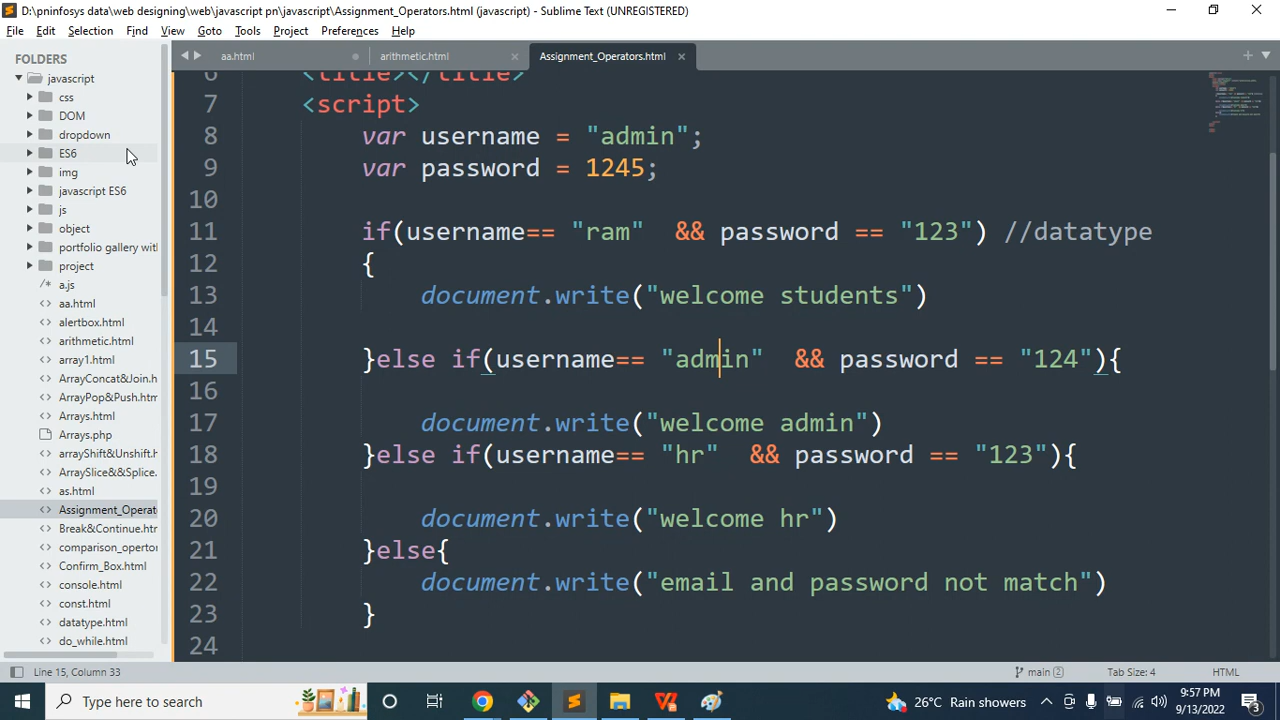 D:\pninfosys data\web designing\web\javascript pn\javascript\Assignment_Operators.html (javascript) - Sublime Text (UNREGISTERED)
File Edit Selection Find View Goto Tools Project Preferences Help
FOLDERS
javascript
css
DOM
dropdown
ES6
img
javascript ES6
js
object
portfolio gallery with
project
/* a.js
<> aa.html
<> alertbox.html
<> arithmetic.html
<> array1.html
<> ArrayConcat&Join.h
<> ArrayPop&Push.htm
<> Arrays.html
Arrays.php
<> arrayShift&Unshift.h
<> ArraySlice&&Splice.
<> as.html
<> Assignment_Operat
<> Break&Continue.htm
<> comparison_opertor
<> Confirm_Box.html
<> console.html
<> const.html
<> datatype.html
<> do_while.html
aa.html arithmetic.html Assignment_Operators.html
6 <title></title>
7 <script>
8 var username = "admin";
9 var password = 1245;
10
11 if(username== "ram" && password == "123") //datatype
12 {
13 document.write("welcome students")
14
15 }else if(username== "admin" && password == "124"){
16
17 document.write("welcome admin")
18 }else if(username== "hr" && password == "123"){
19
20 document.write("welcome hr")
21 }else{
22 document.write("email and password not match")
23 }
24
Line 15, Column 33 main 2 Tab Size: 4 HTML
Type here to search 26°C Rain showers 9:57 PM
9/13/2022 3